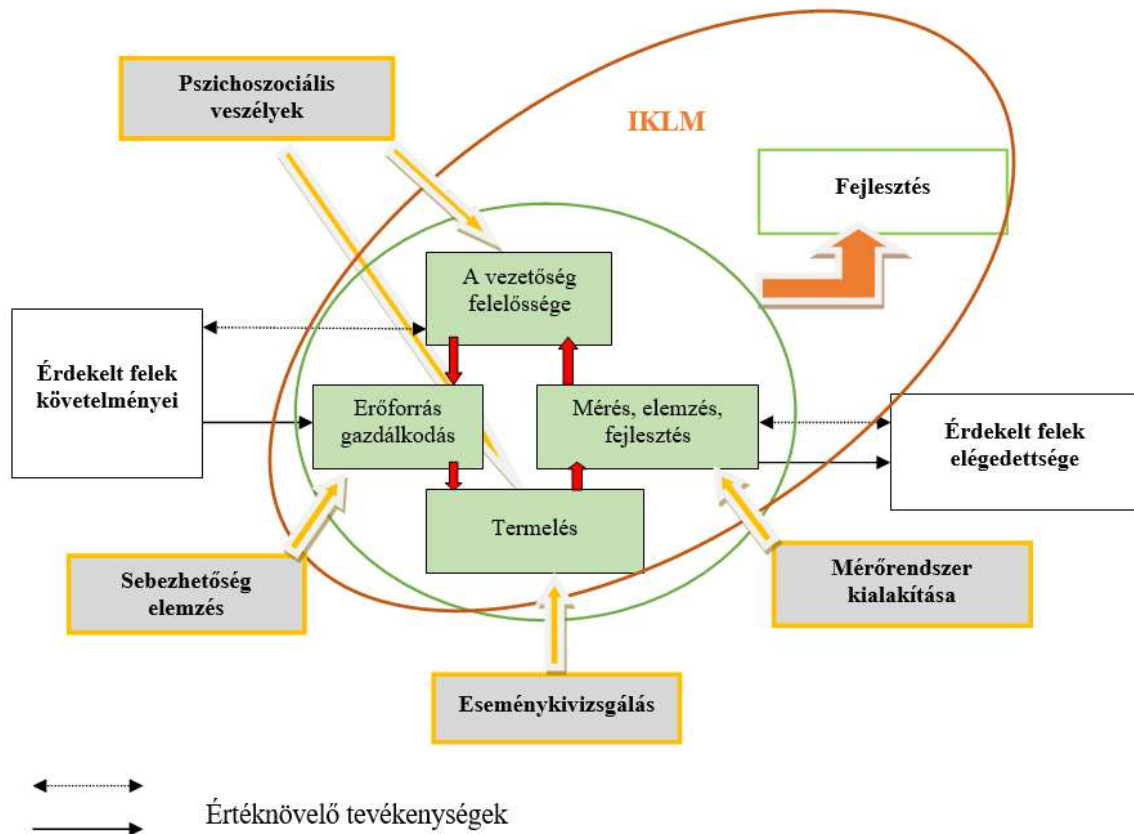 Pszichoszociális
veszélyek
IKLM
Fejlesztés
A vezetőség
felelőssége
Érdekelt felek
követelményei
Erőforrás
gazdálkodás
Mérés, elemzés,
fejlesztés
Érdekelt felek
elégedettsége
Termelés
Sebezhetőség
elemzés
Mérőrendszer
kialakítása
Eseménykivizsgálás
Értéknövelő tevékenységek